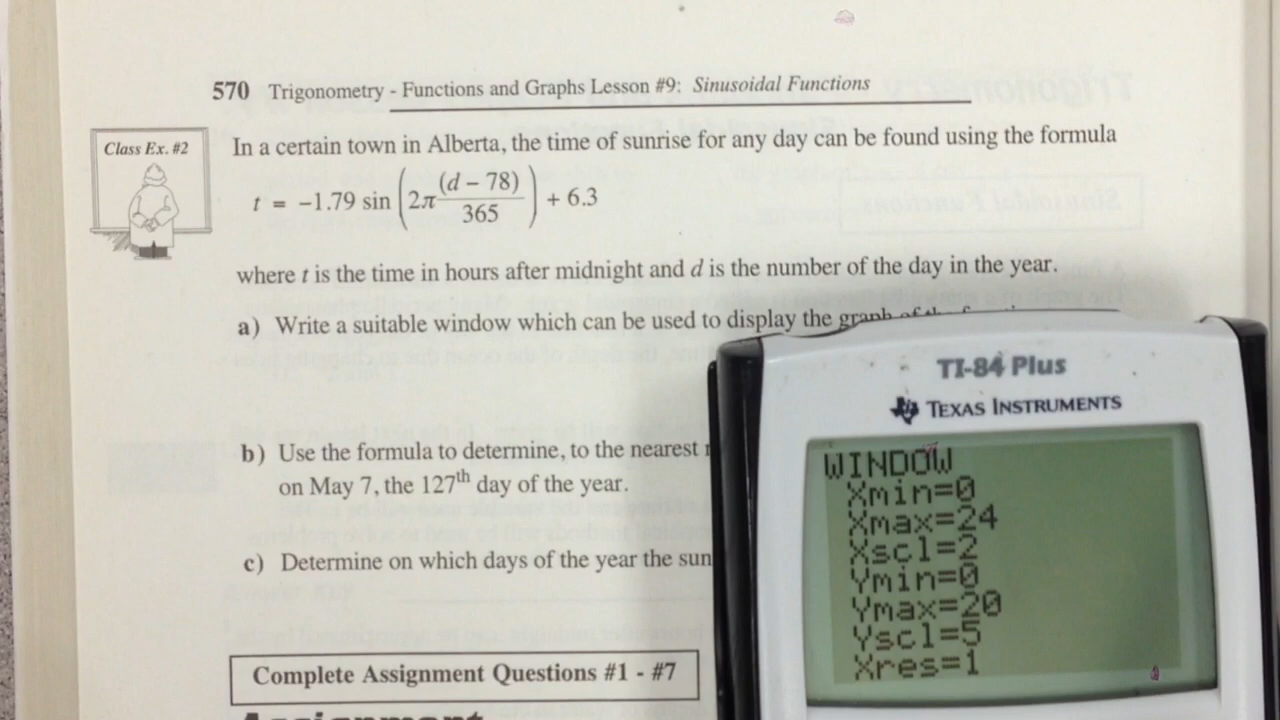 570 Trigonometry - Functions and Graphs Lesson #9: Sinusoidal Functions
Class Ex. #2
In a certain town in Alberta, the time of sunrise for any day can be found using the formula
t = −1.79 sin (2π (d − 78) / 365) + 6.3
where t is the time in hours after midnight and d is the number of the day in the year.
a) Write a suitable window which can be used to display the graph of the
b) Use the formula to determine, to the nearest
on May 7, the 127th day of the year.
c) Determine on which days of the year the sun
Complete Assignment Questions #1 - #7
Assignment
TI-84 Plus
TEXAS INSTRUMENTS
WINDOW
Xmin=0
Xmax=24
Xscl=2
Ymin=0
Ymax=20
Yscl=5
Xres=1